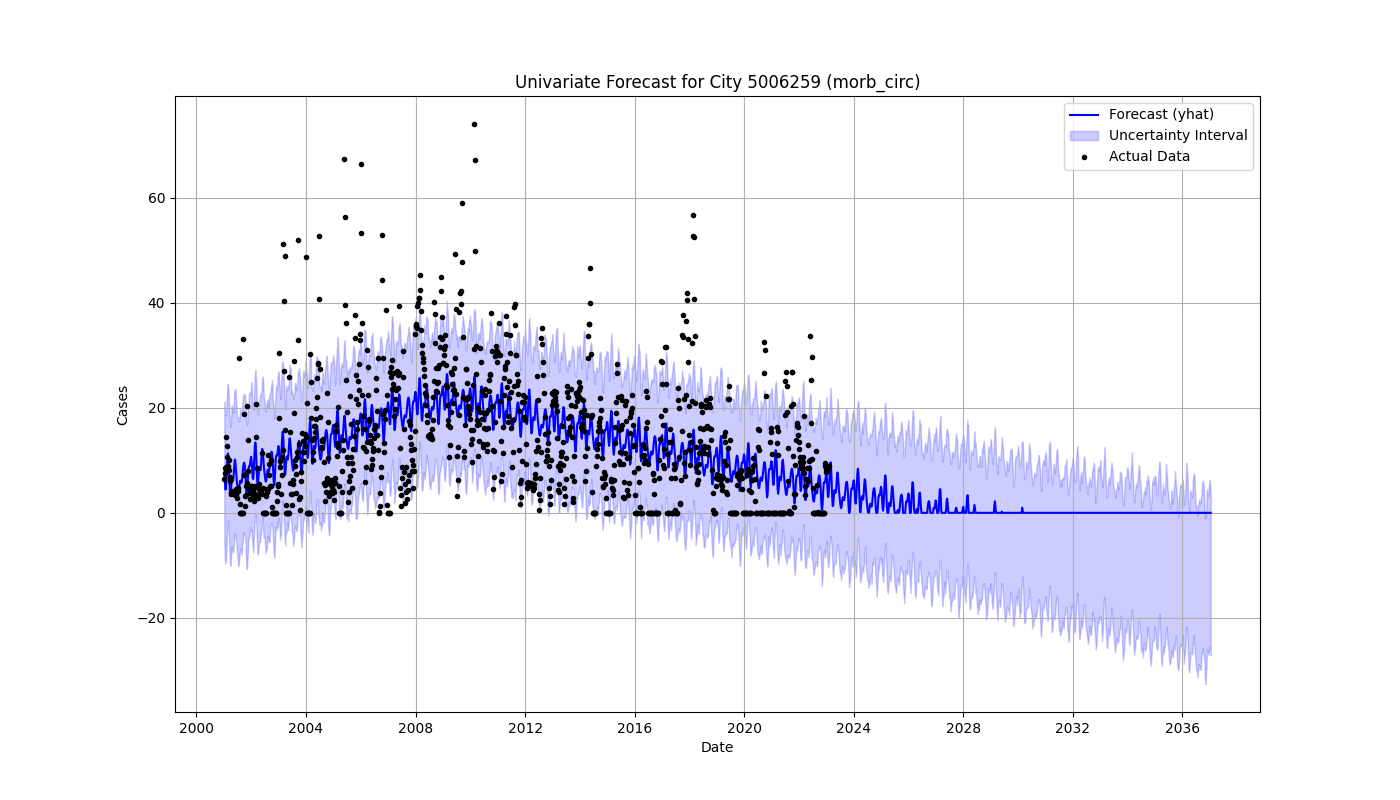 Univariate Forecast for City 5006259 (morb_circ)
Forecast (yhat)
Uncertainty Interval
Actual Data
Cases
60
40
20
0
−20
2000 2004 2008 2012 2016 2020 2024 2028 2032 2036
Date